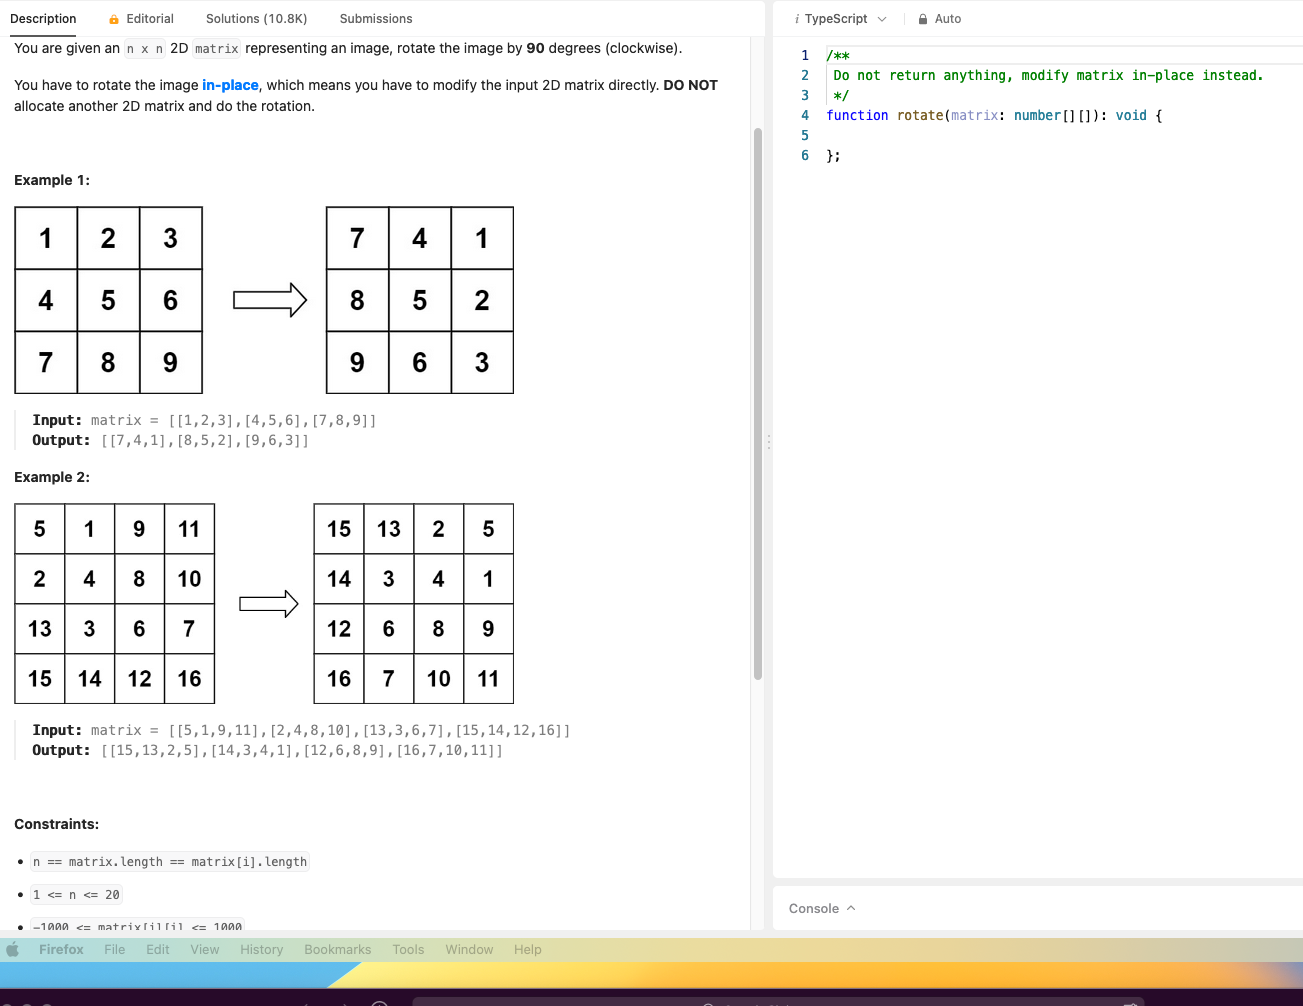 Description Editorial Solutions (10.8K) Submissions
You are given an n x n 2D matrix representing an image, rotate the image by 90 degrees (clockwise).
You have to rotate the image in-place, which means you have to modify the input 2D matrix directly. DO NOT
allocate another 2D matrix and do the rotation.
Example 1:
1 2 3
4 5 6
7 8 9
7 4 1
8 5 2
9 6 3
Input: matrix = [[1,2,3],[4,5,6],[7,8,9]]
Output: [[7,4,1],[8,5,2],[9,6,3]]
Example 2:
5 1 9 11
2 4 8 10
13 3 6 7
15 14 12 16
15 13 2 5
14 3 4 1
12 6 8 9
16 7 10 11
Input: matrix = [[5,1,9,11],[2,4,8,10],[13,3,6,7],[15,14,12,16]]
Output: [[15,13,2,5],[14,3,4,1],[12,6,8,9],[16,7,10,11]]
Constraints:
• n == matrix.length == matrix[i].length
• 1 <= n <= 20
• -1000 <= matrix[i][j] <= 1000
i TypeScript Auto
1 /**
2 Do not return anything, modify matrix in-place instead.
3 */
4 function rotate(matrix: number[][]): void {
5
6 };
Console
Firefox File Edit View History Bookmarks Tools Window Help